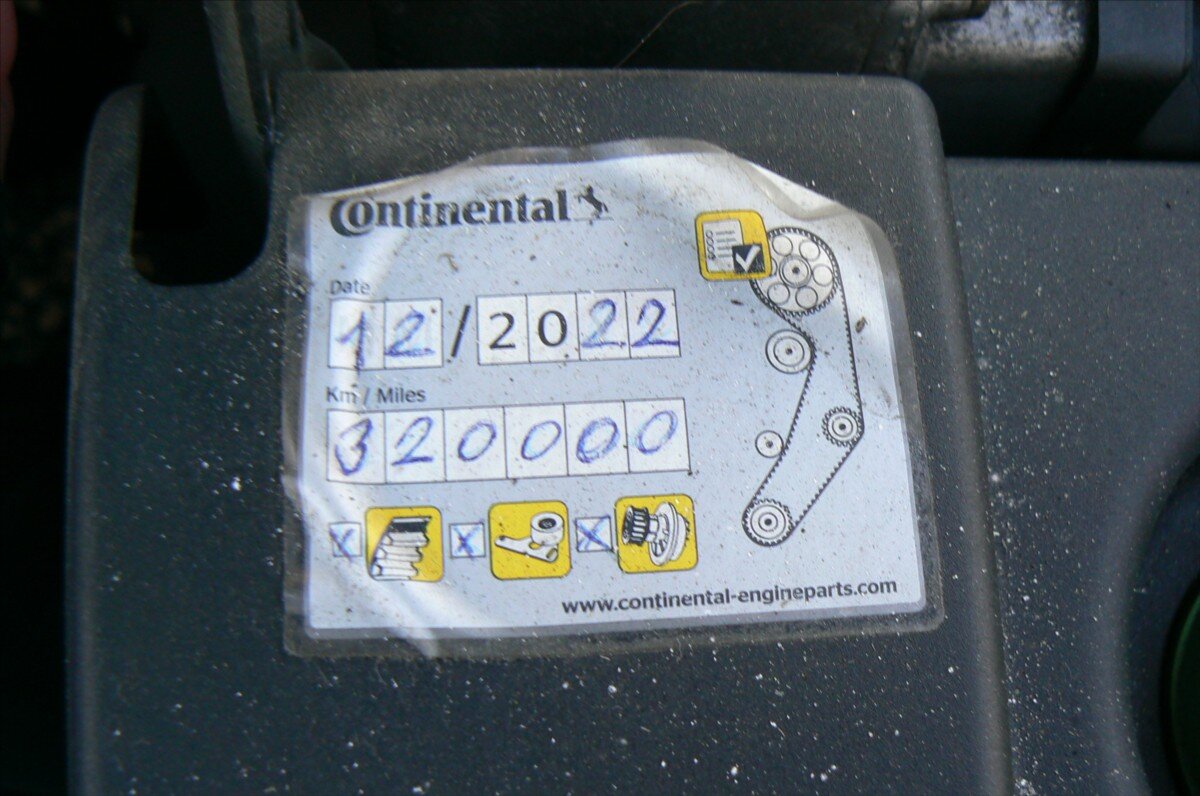 Continental
Date
12/2022
Km / Miles
320000
x x x
www.continental-engineparts.com